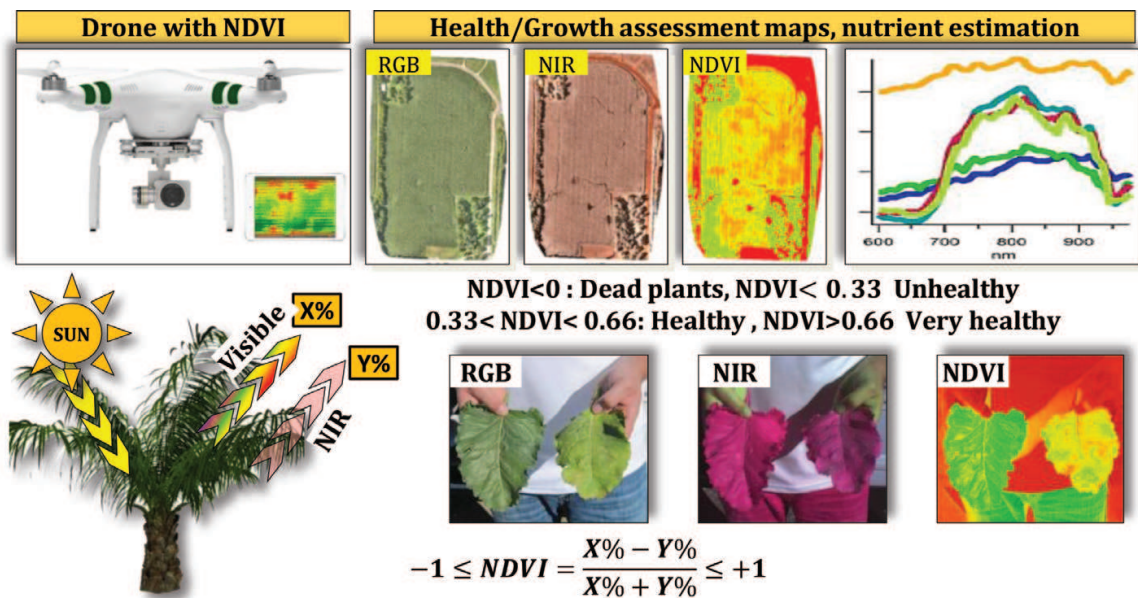 Drone with NDVI
Health/Growth assessment maps, nutrient estimation
RGB
NIR
NDVI
600 700 800 900
nm
NDVI<0 : Dead plants, NDVI< 0.33 Unhealthy
0.33< NDVI< 0.66: Healthy , NDVI>0.66 Very healthy
SUN
Visible
X%
NIR
Y%
RGB
NIR
NDVI
−1 ≤ NDVI = (X% − Y%) / (X% + Y%) ≤ +1